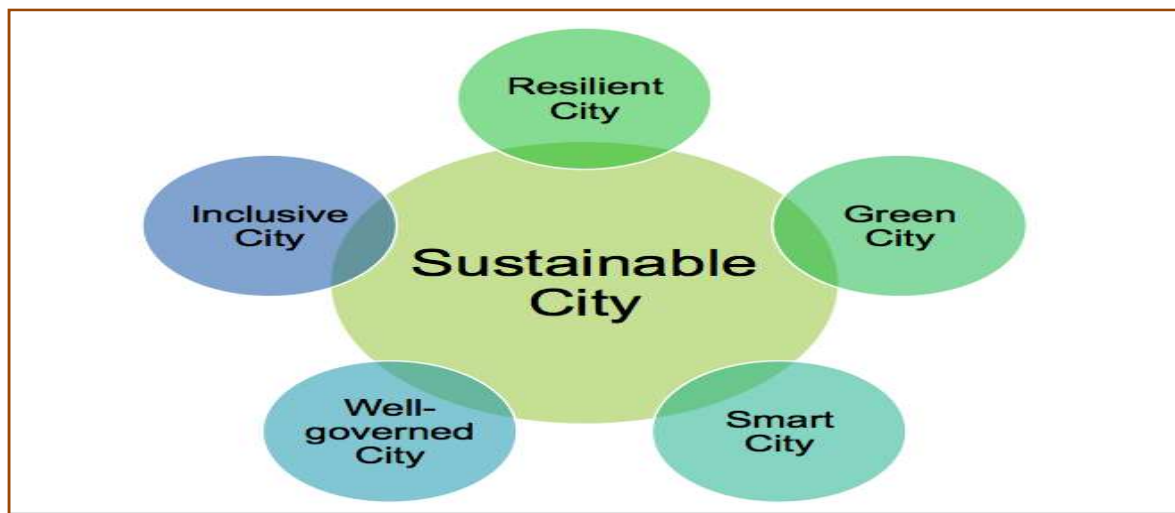 Resilient
City
Inclusive
City
Green
City
Sustainable
City
Well-
governed
City
Smart
City